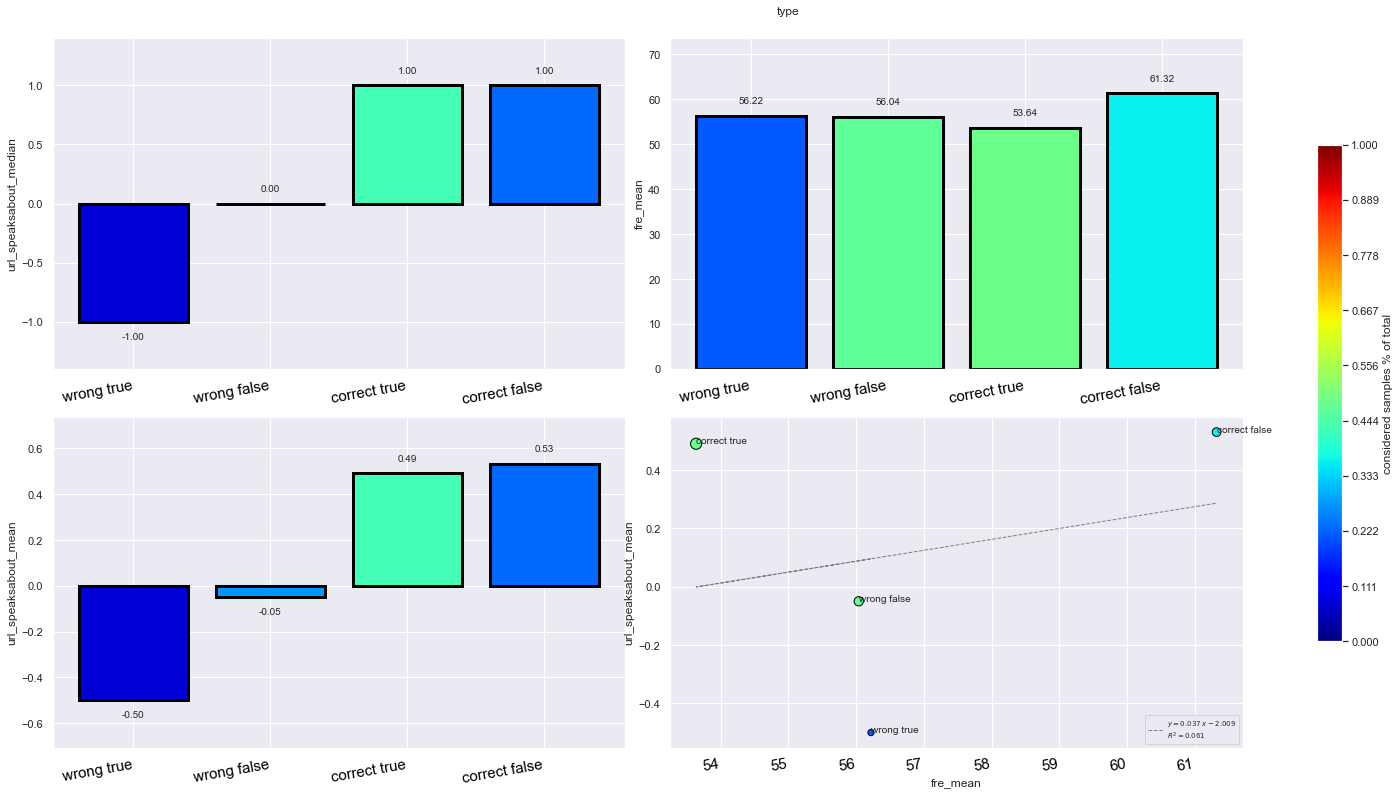 type
url_speaksabout_median
1.0
0.5
0.0
−0.5
−1.0
-1.00
0.00
1.00
1.00
wrong true
wrong false
correct true
correct false
fre_mean
70
60
50
40
30
20
10
0
56.22
56.04
53.64
61.32
wrong true
wrong false
correct true
correct false
url_speaksabout_mean
0.6
0.4
0.2
0.0
−0.2
−0.4
−0.6
-0.50
-0.05
0.49
0.53
wrong true
wrong false
correct true
correct false
url_speaksabout_mean
0.4
0.2
0.0
−0.2
−0.4
correct true
correct false
wrong false
wrong true
y = 0.037 x − 2.009
R² = 0.061
54
55
56
57
58
59
60
61
fre_mean
1.000
0.889
0.778
0.667
0.556
0.444
0.333
0.222
0.111
0.000
considered samples % of total